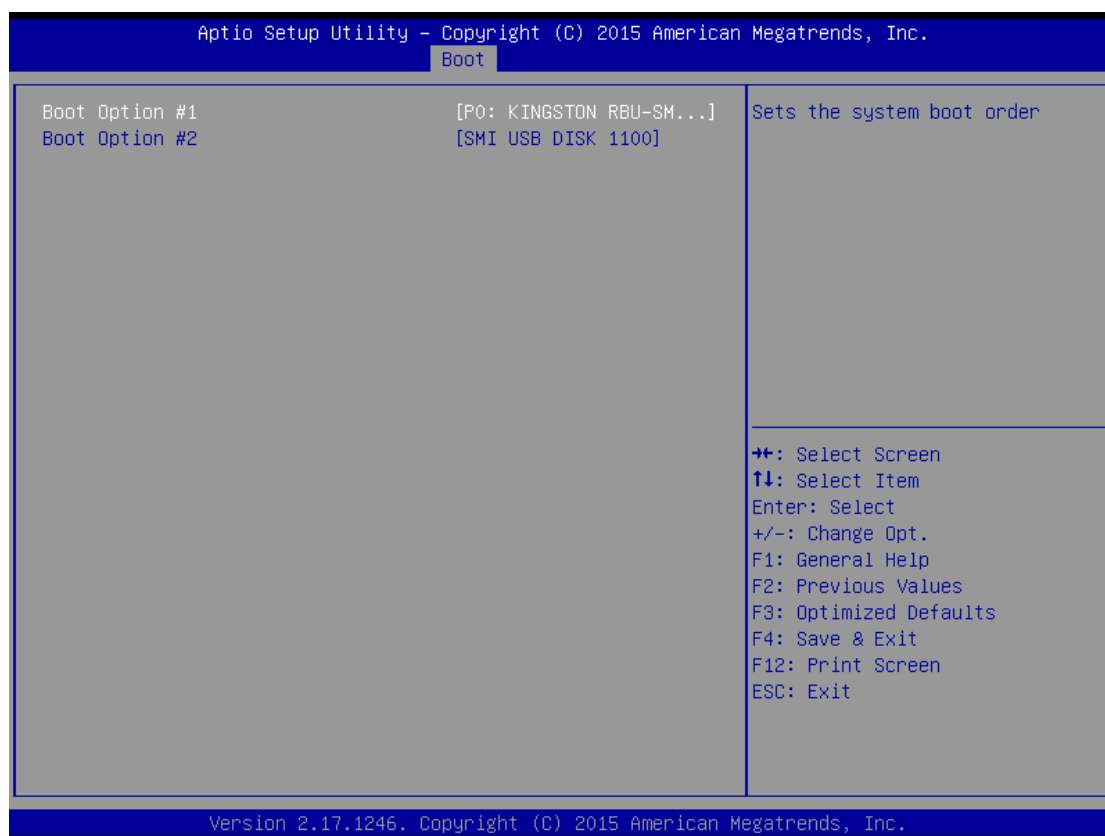 Aptio Setup Utility – Copyright (C) 2015 American Megatrends, Inc.
Boot
Boot Option #1 [P0: KINGSTON RBU-SM...]
Boot Option #2 [SMI USB DISK 1100]
Sets the system boot order
→←: Select Screen
↑↓: Select Item
Enter: Select
+/-: Change Opt.
F1: General Help
F2: Previous Values
F3: Optimized Defaults
F4: Save & Exit
F12: Print Screen
ESC: Exit
Version 2.17.1246. Copyright (C) 2015 American Megatrends, Inc.